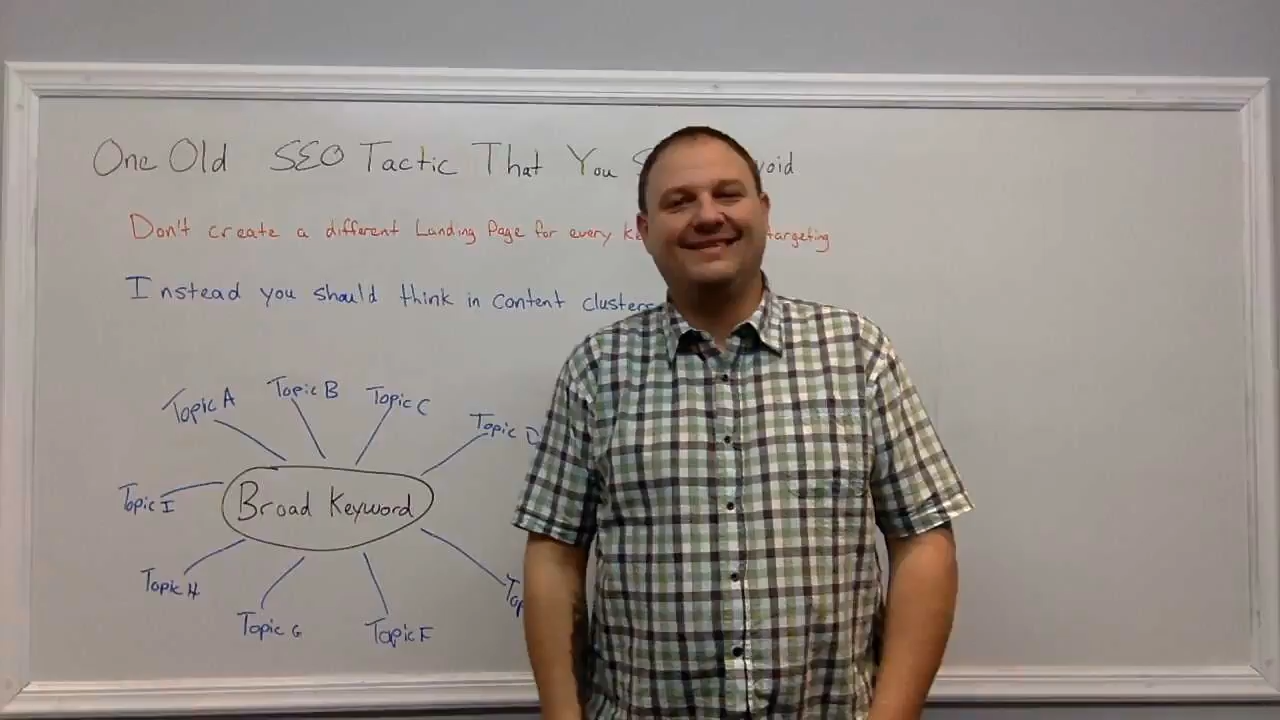 One Old SEO Tactic That You
Don't create a different Landing Page for every targeting
Instead you should think in content clusters
Topic A
Topic B
Topic C
Topic D
Topic I
Broad Keyword
Topic H
Topic G
Topic F